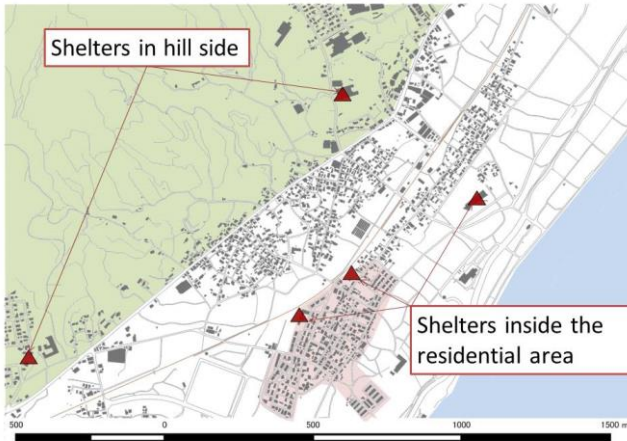 Shelters in hill side
Shelters inside the
residential area
500 0 500 1000 1500 m